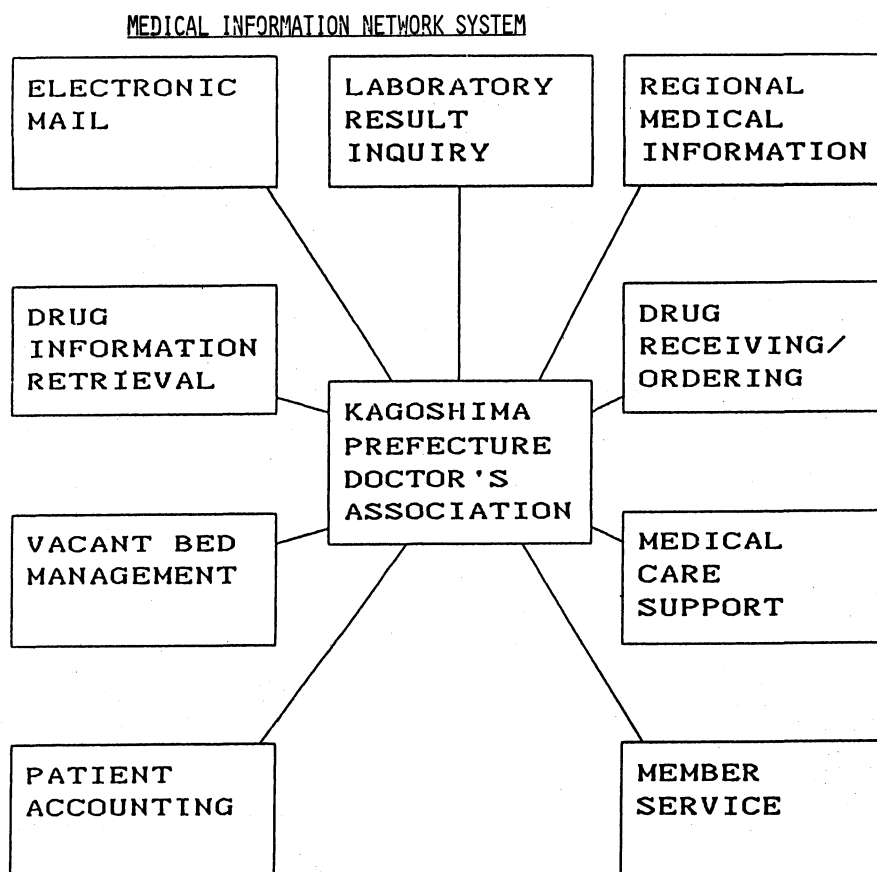 MEDICAL INFORMATION NETWORK SYSTEM
ELECTRONIC
MAIL
LABORATORY
RESULT
INQUIRY
REGIONAL
MEDICAL
INFORMATION
DRUG
INFORMATION
RETRIEVAL
DRUG
RECEIVING/
ORDERING
KAGOSHIMA
PREFECTURE
DOCTOR'S
ASSOCIATION
VACANT BED
MANAGEMENT
MEDICAL
CARE
SUPPORT
PATIENT
ACCOUNTING
MEMBER
SERVICE